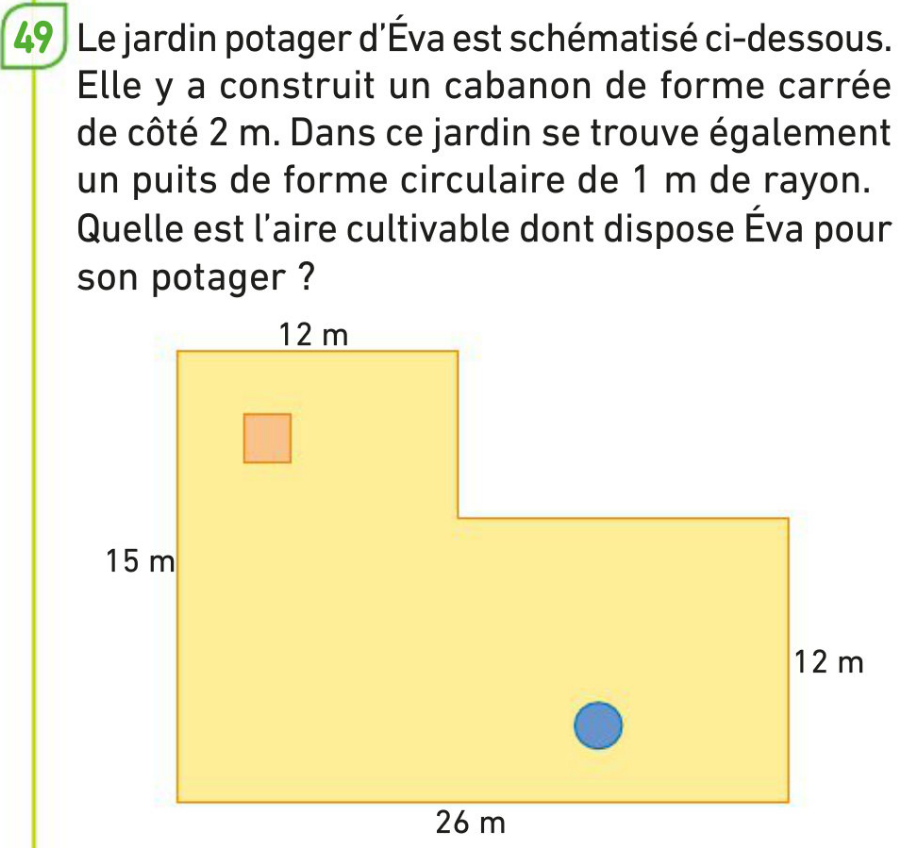 49 Le jardin potager d'Éva est schématisé ci-dessous.
Elle y a construit un cabanon de forme carrée
de côté 2 m. Dans ce jardin se trouve également
un puits de forme circulaire de 1 m de rayon.
Quelle est l'aire cultivable dont dispose Éva pour
son potager ?
12 m
15 m
12 m
26 m